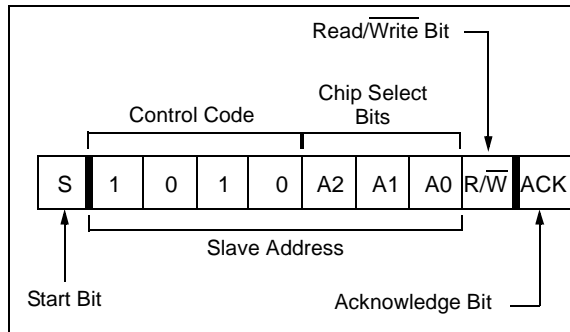 Read/Write Bit
Chip Select
Control Code Bits
S 1 0 1 0 A2 A1 A0 R/W ACK
Slave Address
Start Bit Acknowledge Bit